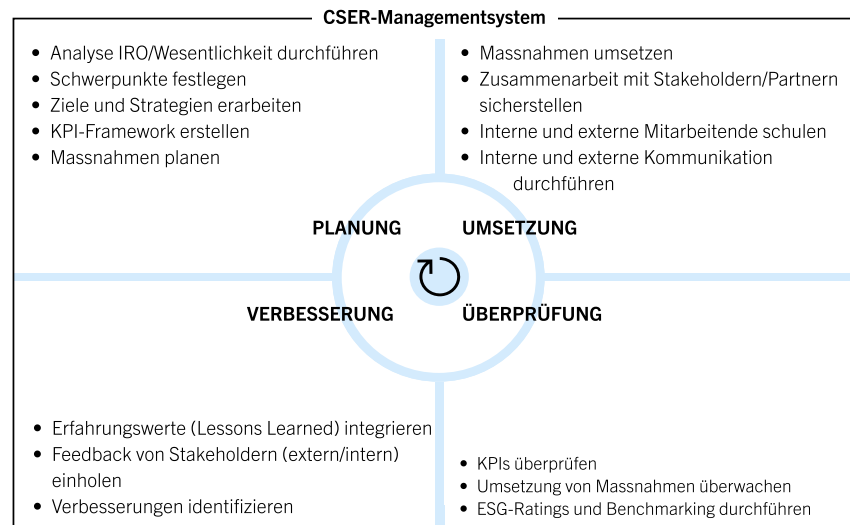 CSER-Managementsystem
• Analyse IRO/Wesentlichkeit durchführen
• Schwerpunkte festlegen
• Ziele und Strategien erarbeiten
• KPI-Framework erstellen
• Massnahmen planen
• Massnahmen umsetzen
• Zusammenarbeit mit Stakeholdern/Partnern
sicherstellen
• Interne und externe Mitarbeitende schulen
• Interne und externe Kommunikation
durchführen
PLANUNG
UMSETZUNG
VERBESSERUNG
ÜBERPRÜFUNG
• Erfahrungswerte (Lessons Learned) integrieren
• Feedback von Stakeholdern (extern/intern)
einholen
• Verbesserungen identifizieren
• KPIs überprüfen
• Umsetzung von Massnahmen überwachen
• ESG-Ratings und Benchmarking durchführen